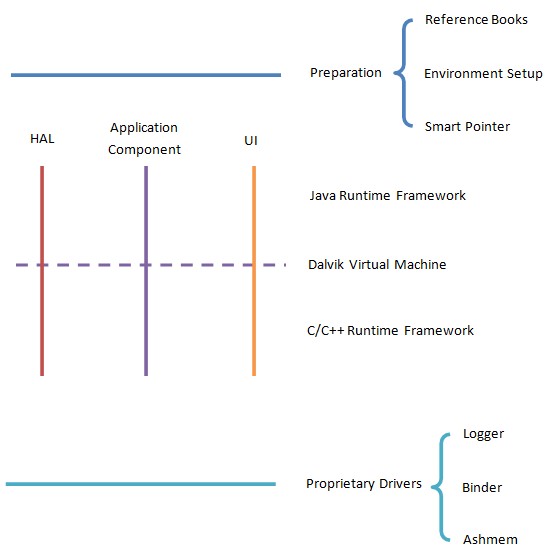 Reference Books
Preparation
Environment Setup
Smart Pointer
HAL
Application
Component
UI
Java Runtime Framework
Dalvik Virtual Machine
C/C++ Runtime Framework
Logger
Proprietary Drivers
Binder
Ashmem